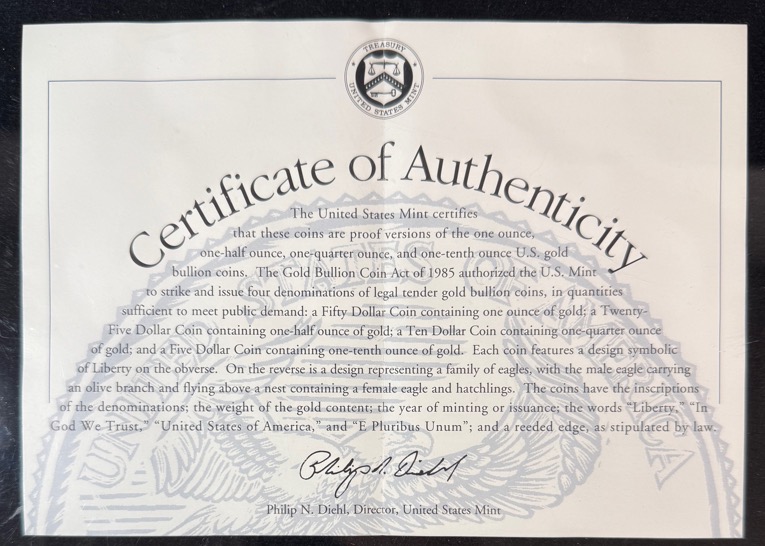 TREASURY
UNITED STATES MINT
Certificate of Authenticity
The United States Mint certifies
that these coins are proof versions of the one ounce,
one-half ounce, one-quarter ounce, and one-tenth ounce U.S. gold
bullion coins. The Gold Bullion Coin Act of 1985 authorized the U.S. Mint
to strike and issue four denominations of legal tender gold bullion coins, in quantities
sufficient to meet public demand: a Fifty Dollar Coin containing one ounce of gold; a Twenty-
Five Dollar Coin containing one-half ounce of gold; a Ten Dollar Coin containing one-quarter ounce
of gold; and a Five Dollar Coin containing one-tenth ounce of gold. Each coin features a design symbolic
of Liberty on the obverse. On the reverse is a design representing a family of eagles, with the male eagle carrying
an olive branch and flying above a nest containing a female eagle and hatchlings. The coins have the inscriptions
of the denominations; the weight of the gold content; the year of minting or issuance; the words “Liberty,” “In
God We Trust,” “United States of America,” and “E Pluribus Unum”; and a reeded edge, as stipulated by law.
UNITED STATES OF AMERICA
Philip N. Diehl
Philip N. Diehl, Director, United States Mint